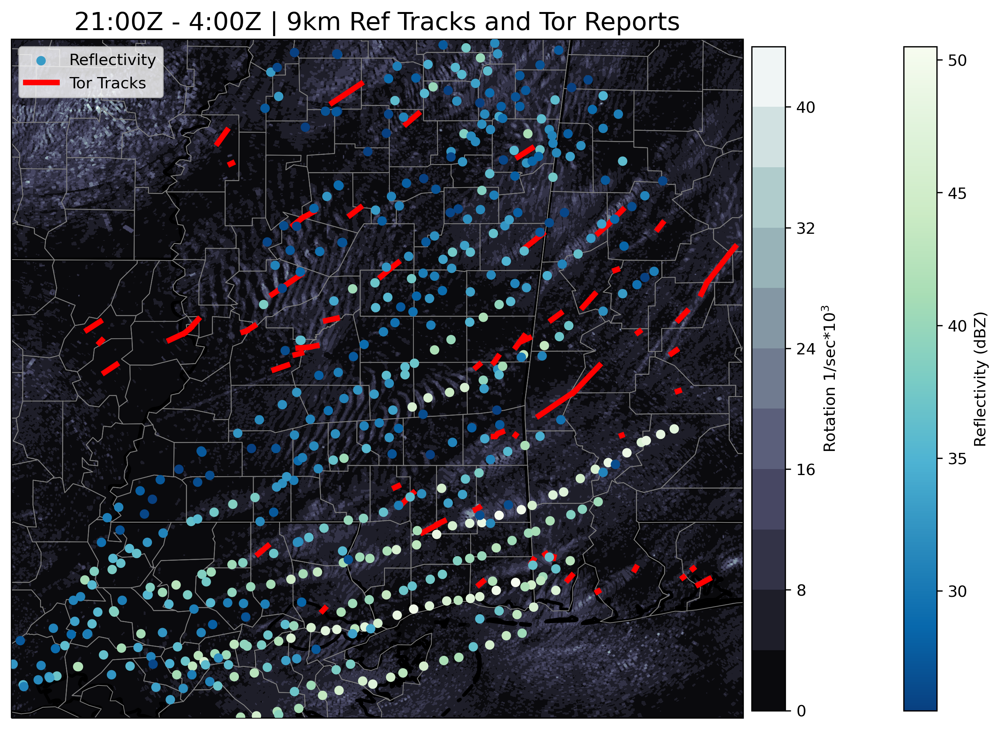 21:00Z - 4:00Z | 9km Ref Tracks and Tor Reports
Reflectivity
Tor Tracks
40
32
24
16
8
0
Rotation 1/sec*10³
50
45
40
35
30
Reflectivity (dBZ)